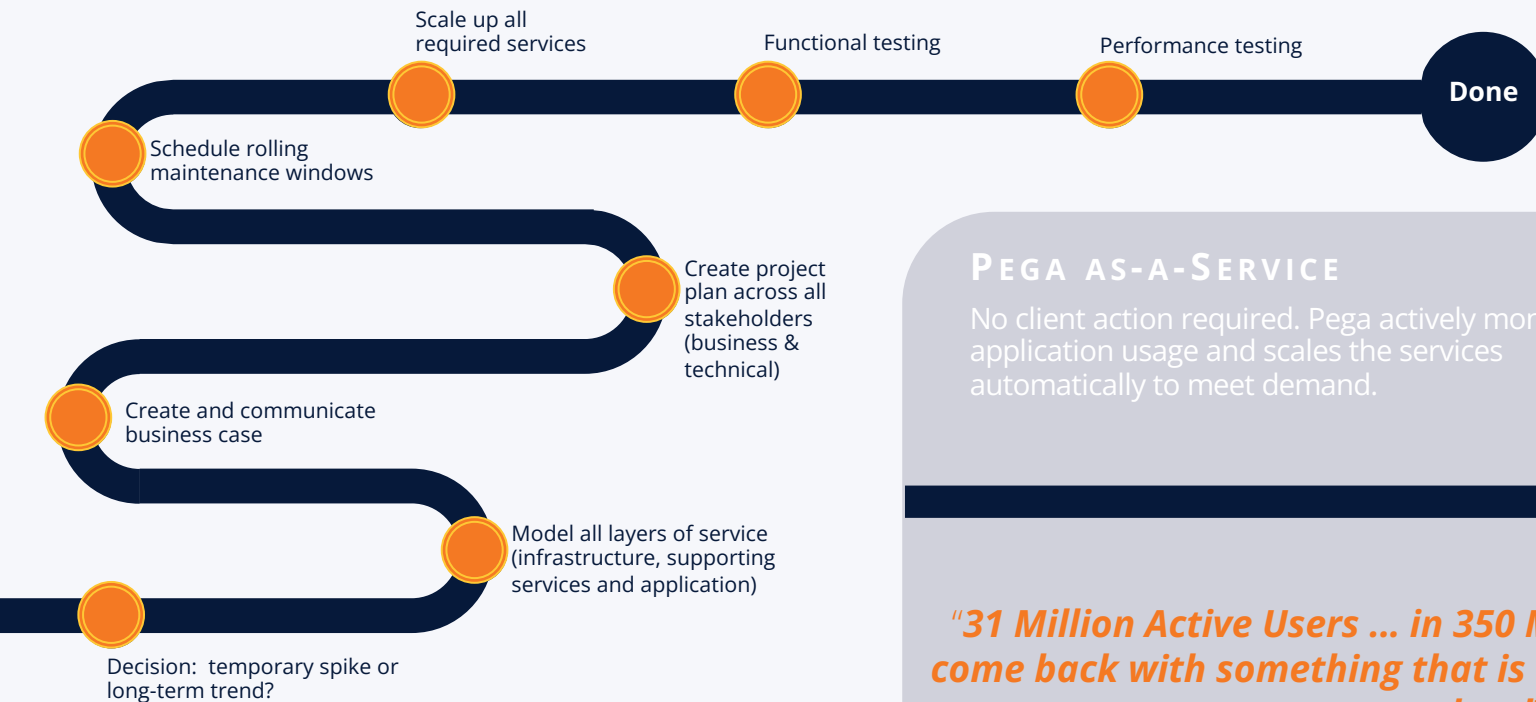 Scale up all
required services
Functional testing
Performance testing
Done
Schedule rolling
maintenance windows
Create project
plan across all
stakeholders
(business &
technical)
Create and communicate
business case
Model all layers of service
(infrastructure, supporting
services and application)
Decision:  temporary spike or
long-term trend?
PEGA AS-A-SERVICE
No client action required. Pega actively
application usage and scales the services
automatically to meet demand.
“31 Million Active Users ... in 350
come back with something that is